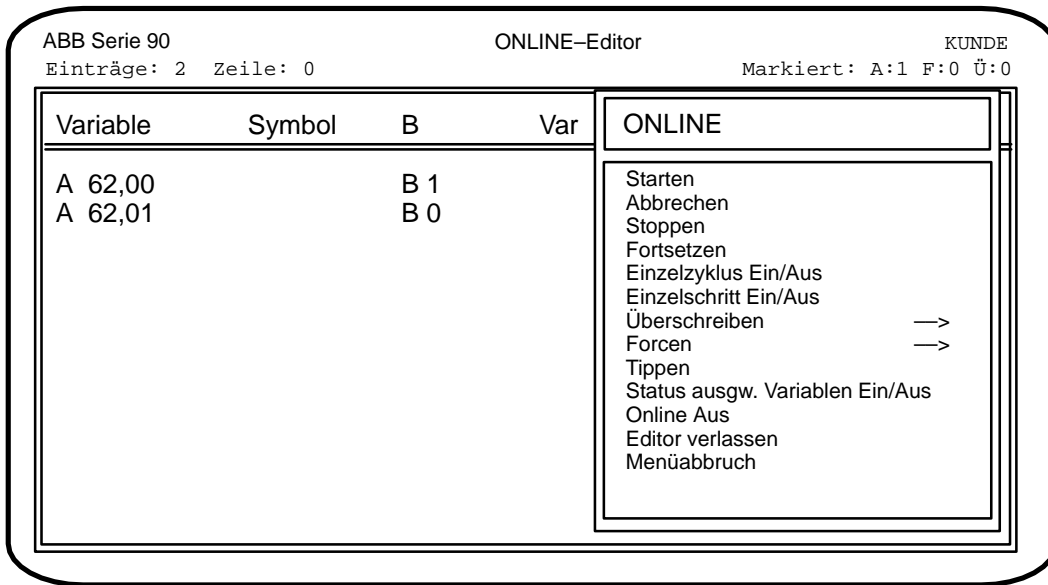 ABB Serie 90 ONLINE–Editor KUNDE
Einträge: 2 Zeile: 0 Markiert: A:1 F:0 Ü:0
Variable Symbol B Var
A 62,00 B 1
A 62,01 B 0
ONLINE
Starten
Abbrechen
Stoppen
Fortsetzen
Einzelzyklus Ein/Aus
Einzelschritt Ein/Aus
Überschreiben —>
Forcen —>
Tippen
Status ausgw. Variablen Ein/Aus
Online Aus
Editor verlassen
Menüabbruch